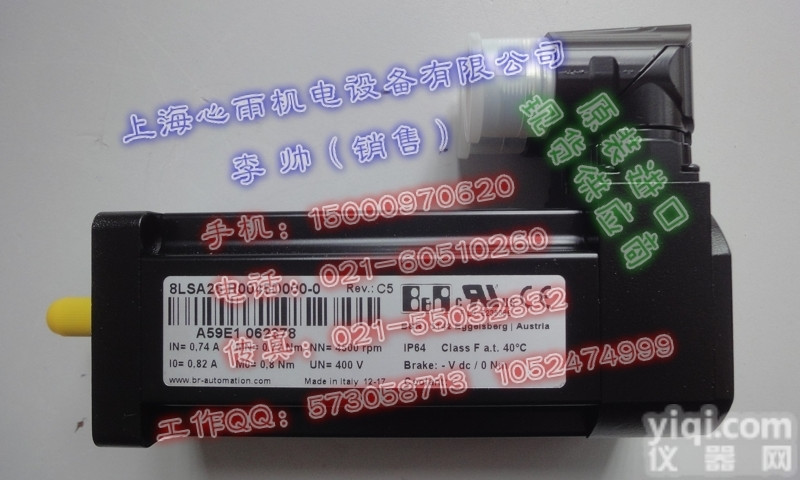 上海心雨机电设备有限公司
李帅（销售）
原装进口
现货供应商
手机：15000970620
电话：021-60510260
传真：021-55032832
工作QQ：573058713 1052474999
Rev.: C5
B&R
Austria
A59E1
IN= 0,74 A rpm IP64 Class F a.t. 40°C
I0= 0,82 A M0= 0,8 Nm UN= 400 V Brake: - V dc / 0 Nm
www.br-automation.com Made in Italy 12-17
yiqi.com
仪器网